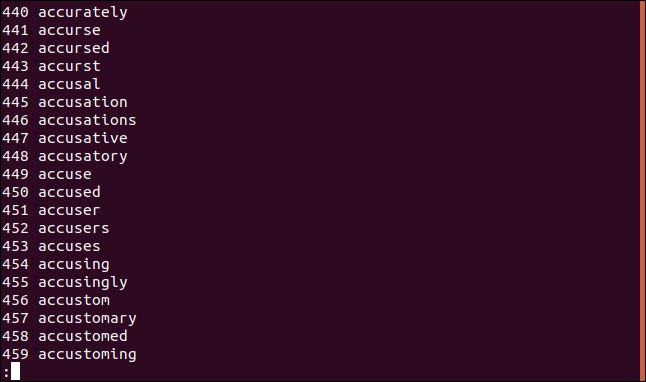 440 accurately
441 accurse
442 accursed
443 accurst
444 accusal
445 accusation
446 accusations
447 accusative
448 accusatory
449 accuse
450 accused
451 accuser
452 accusers
453 accuses
454 accusing
455 accusingly
456 accustom
457 accustomary
458 accustomed
459 accustoming
: